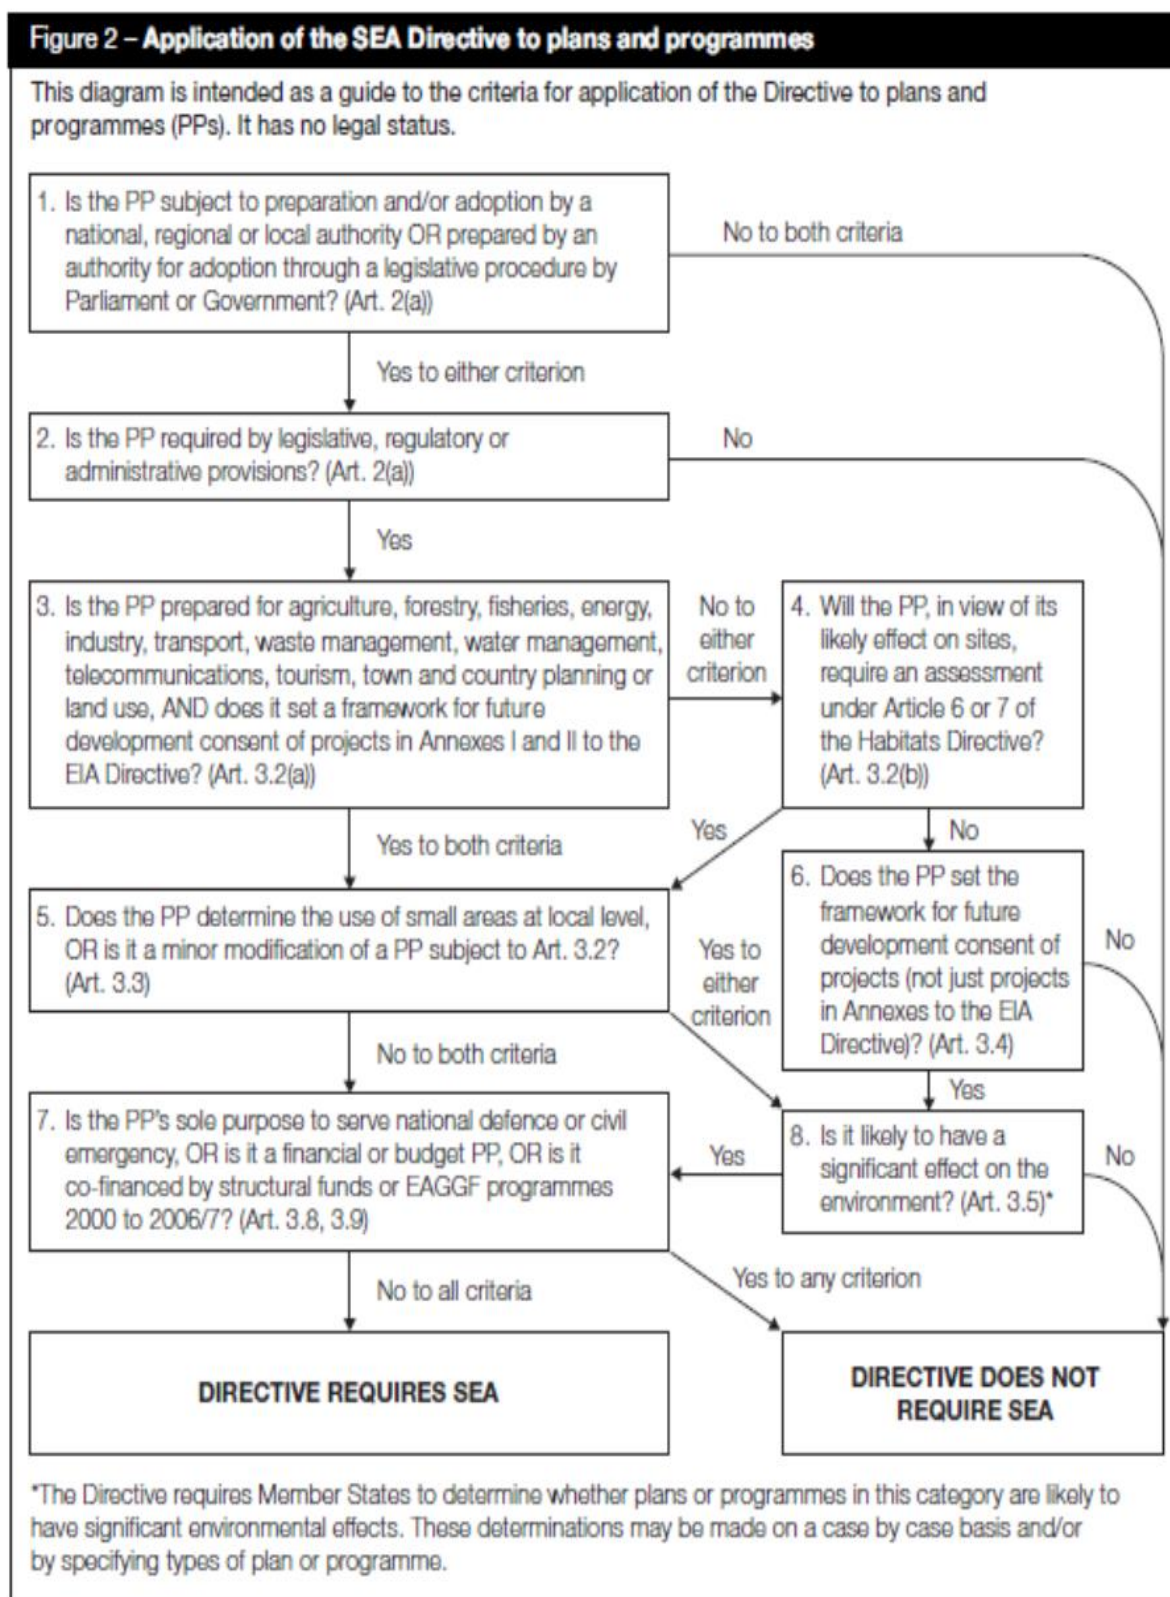 Figure 2 – Application of the SEA Directive to plans and programmes
This diagram is intended as a guide to the criteria for application of the Directive to plans and
programmes (PPs). It has no legal status.
1. Is the PP subject to preparation and/or adoption by a
national, regional or local authority OR prepared by an
authority for adoption through a legislative procedure by
Parliament or Government? (Art. 2(a))
No to both criteria
Yes to either criterion
2. Is the PP required by legislative, regulatory or
administrative provisions? (Art. 2(a))
No
Yes
3. Is the PP prepared for agriculture, forestry, fisheries, energy,
industry, transport, waste management, water management,
telecommunications, tourism, town and country planning or
land use, AND does it set a framework for future
development consent of projects in Annexes I and II to the
EIA Directive? (Art. 3.2(a))
No to
either
criterion
4. Will the PP, in view of its
likely effect on sites,
require an assessment
under Article 6 or 7 of
the Habitats Directive?
(Art. 3.2(b))
Yes to both criteria
Yes
No
5. Does the PP determine the use of small areas at local level,
OR is it a minor modification of a PP subject to Art. 3.2?
(Art. 3.3)
Yes to
either
criterion
6. Does the PP set the
framework for future
development consent of
projects (not just projects
in Annexes to the EIA
Directive)? (Art. 3.4)
No
No to both criteria
Yes
7. Is the PP's sole purpose to serve national defence or civil
emergency, OR is it a financial or budget PP, OR is it
co-financed by structural funds or EAGGF programmes
2000 to 2006/7? (Art. 3.8, 3.9)
Yes
8. Is it likely to have a
significant effect on the
environment? (Art. 3.5)*
No
No to all criteria
Yes to any criterion
DIRECTIVE REQUIRES SEA
DIRECTIVE DOES NOT
REQUIRE SEA
*The Directive requires Member States to determine whether plans or programmes in this category are likely to
have significant environmental effects. These determinations may be made on a case by case basis and/or
by specifying types of plan or programme.